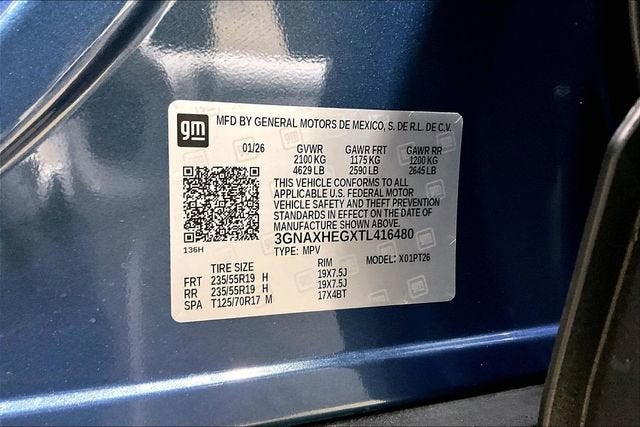 gm MFD BY GENERAL MOTORS DE MEXICO, S. DE R.L. DE C.V.
01/26 GVWR GAWR FRT GAWR RR
2100 KG 1175 KG 1200 KG
4629 LB 2590 LB 2645 LB
THIS VEHICLE CONFORMS TO ALL
APPLICABLE U.S. FEDERAL MOTOR
VEHICLE SAFETY AND THEFT PREVENTION
STANDARDS IN EFFECT ON THE DATE OF
MANUFACTURE SHOWN ABOVE.
3GNAXHEGXTL416480
136H
TYPE: MPV MODEL: X01PT26
TIRE SIZE RIM
FRT 235/55R19 H 19X7.5J
RR 235/55R19 H 19X7.5J
SPA T125/70R17 M 17X4BT